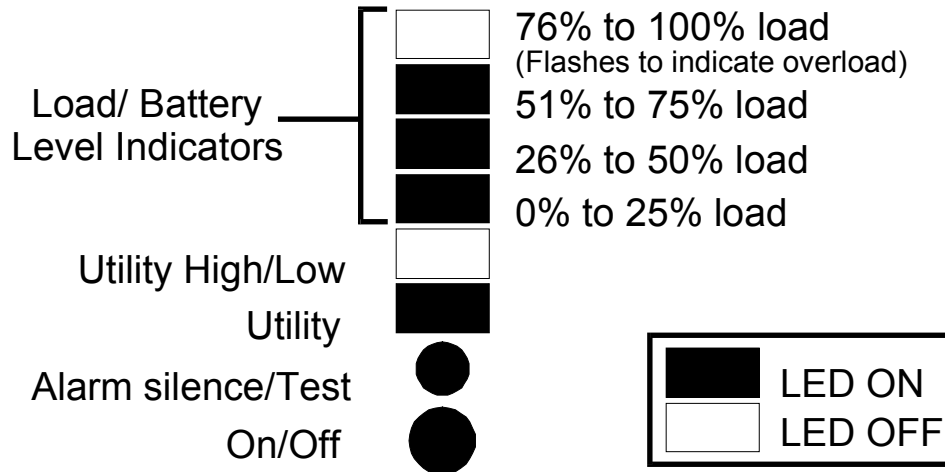 76% to 100% load
(Flashes to indicate overload)
Load/ Battery
Level Indicators
51% to 75% load
26% to 50% load
0% to 25% load
Utility High/Low
Utility
Alarm silence/Test
On/Off
LED ON
LED OFF